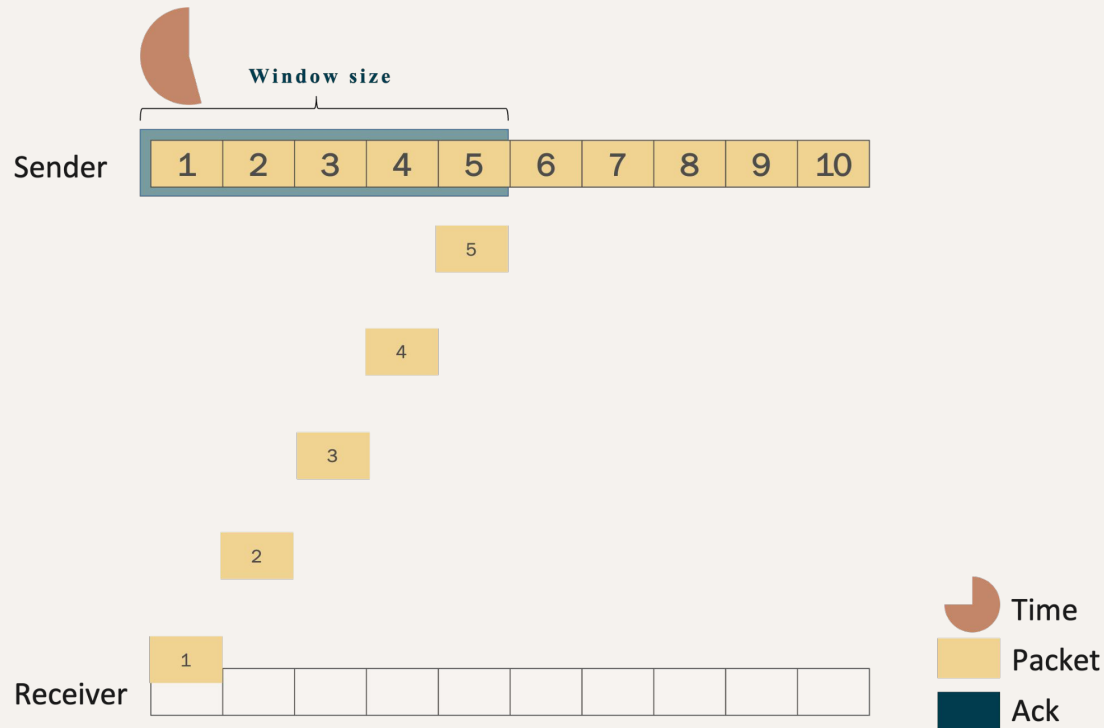 Window size
Sender 1 2 3 4 5 6 7 8 9 10
5
4
3
2
1
Receiver
Time
Packet
Ack